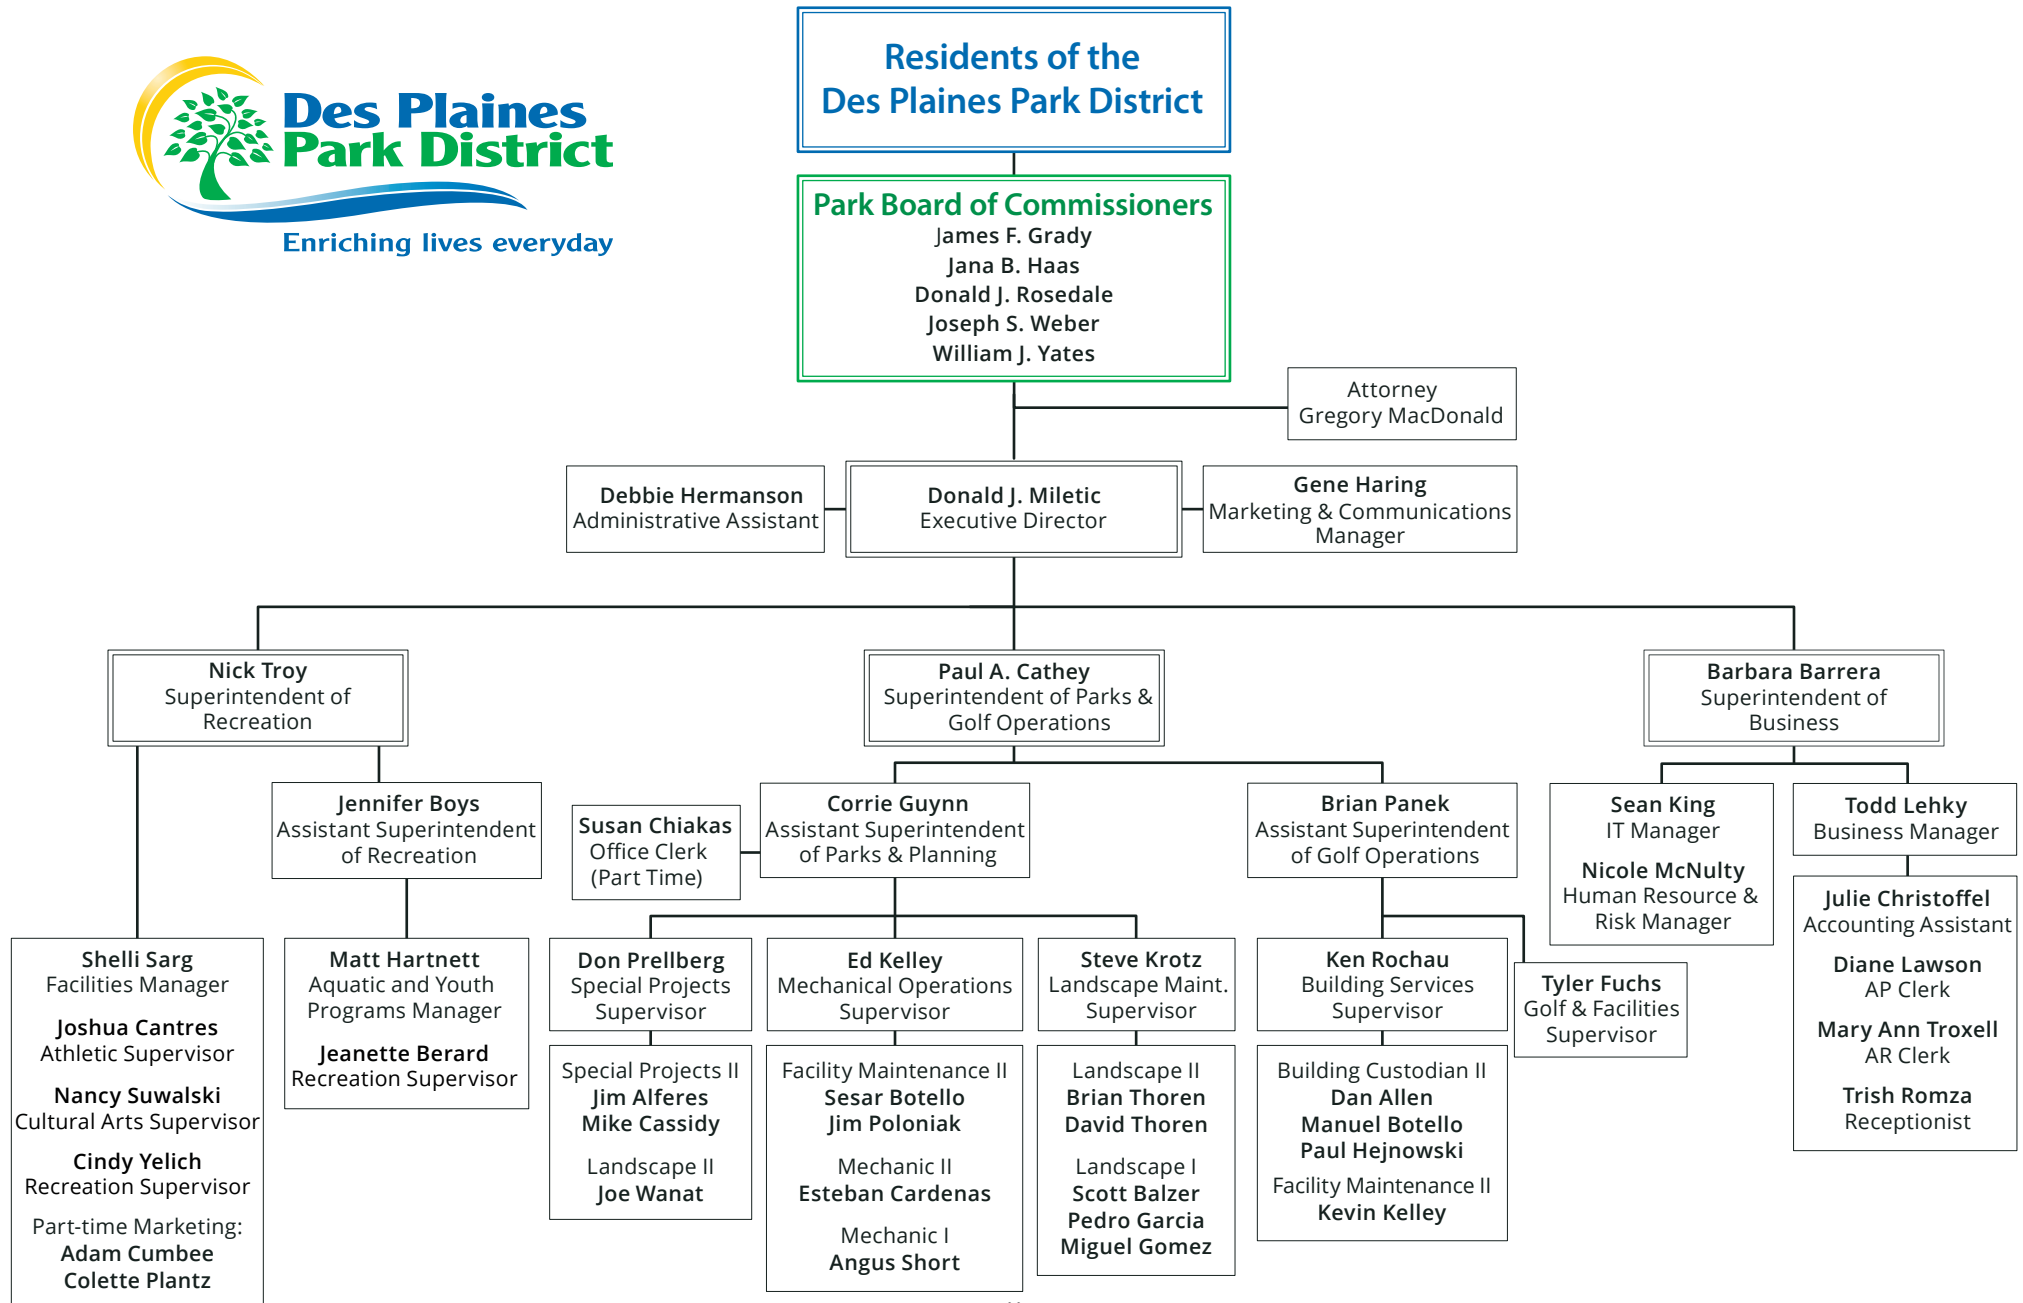 Des Plaines
Park District
Enriching lives everyday
Residents of the
Des Plaines Park District
Park Board of Commissioners
James F. Grady
Jana B. Haas
Donald J. Rosedale
Joseph S. Weber
William J. Yates
Attorney
Gregory MacDonald
Debbie Hermanson
Administrative Assistant
Donald J. Miletic
Executive Director
Gene Haring
Marketing & Communications
Manager
Nick Troy
Superintendent of
Recreation
Paul A. Cathey
Superintendent of Parks &
Golf Operations
Barbara Barrera
Superintendent of
Business
Jennifer Boys
Assistant Superintendent
of Recreation
Susan Chiakas
Office Clerk
(Part Time)
Corrie Guynn
Assistant Superintendent
of Parks & Planning
Brian Panek
Assistant Superintendent
of Golf Operations
Sean King
IT Manager
Nicole McNulty
Human Resource &
Risk Manager
Todd Lehky
Business Manager
Julie Christoffel
Accounting Assistant
Diane Lawson
AP Clerk
Mary Ann Troxell
AR Clerk
Trish Romza
Receptionist
Shelli Sarg
Facilities Manager
Joshua Cantres
Athletic Supervisor
Nancy Suwalski
Cultural Arts Supervisor
Cindy Yelich
Recreation Supervisor
Part-time Marketing:
Adam Cumbee
Colette Plantz
Matt Hartnett
Aquatic and Youth
Programs Manager
Jeanette Berard
Recreation Supervisor
Don Prellberg
Special Projects
Supervisor
Special Projects II
Jim Alferes
Mike Cassidy
Landscape II
Joe Wanat
Ed Kelley
Mechanical Operations
Supervisor
Facility Maintenance II
Sesar Botello
Jim Poloniak
Mechanic II
Esteban Cardenas
Mechanic I
Angus Short
Steve Krotz
Landscape Maint.
Supervisor
Landscape II
Brian Thoren
David Thoren
Landscape I
Scott Balzer
Pedro Garcia
Miguel Gomez
Ken Rochau
Building Services
Supervisor
Building Custodian II
Dan Allen
Manuel Botello
Paul Hejnowski
Facility Maintenance II
Kevin Kelley
Tyler Fuchs
Golf & Facilities
Supervisor